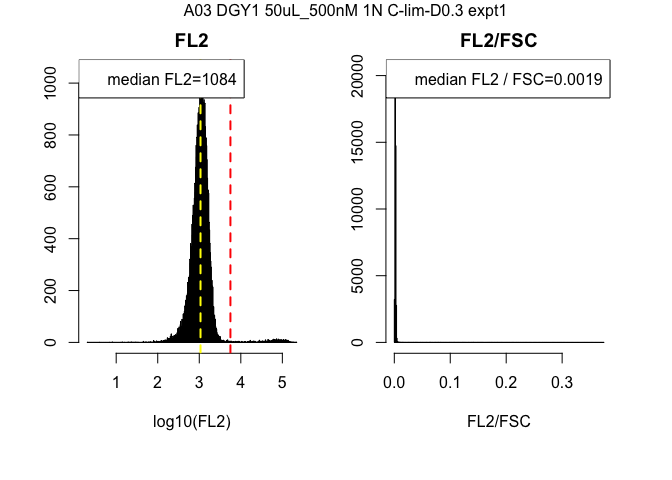 A03 DGY1 50uL_500nM 1N C-lim-D0.3 expt1
FL2
median FL2=1084
0
200
400
600
800
1000
1
2
3
4
5
log10(FL2)
FL2/FSC
median FL2 / FSC=0.0019
0
5000
10000
15000
20000
0.0
0.1
0.2
0.3
FL2/FSC